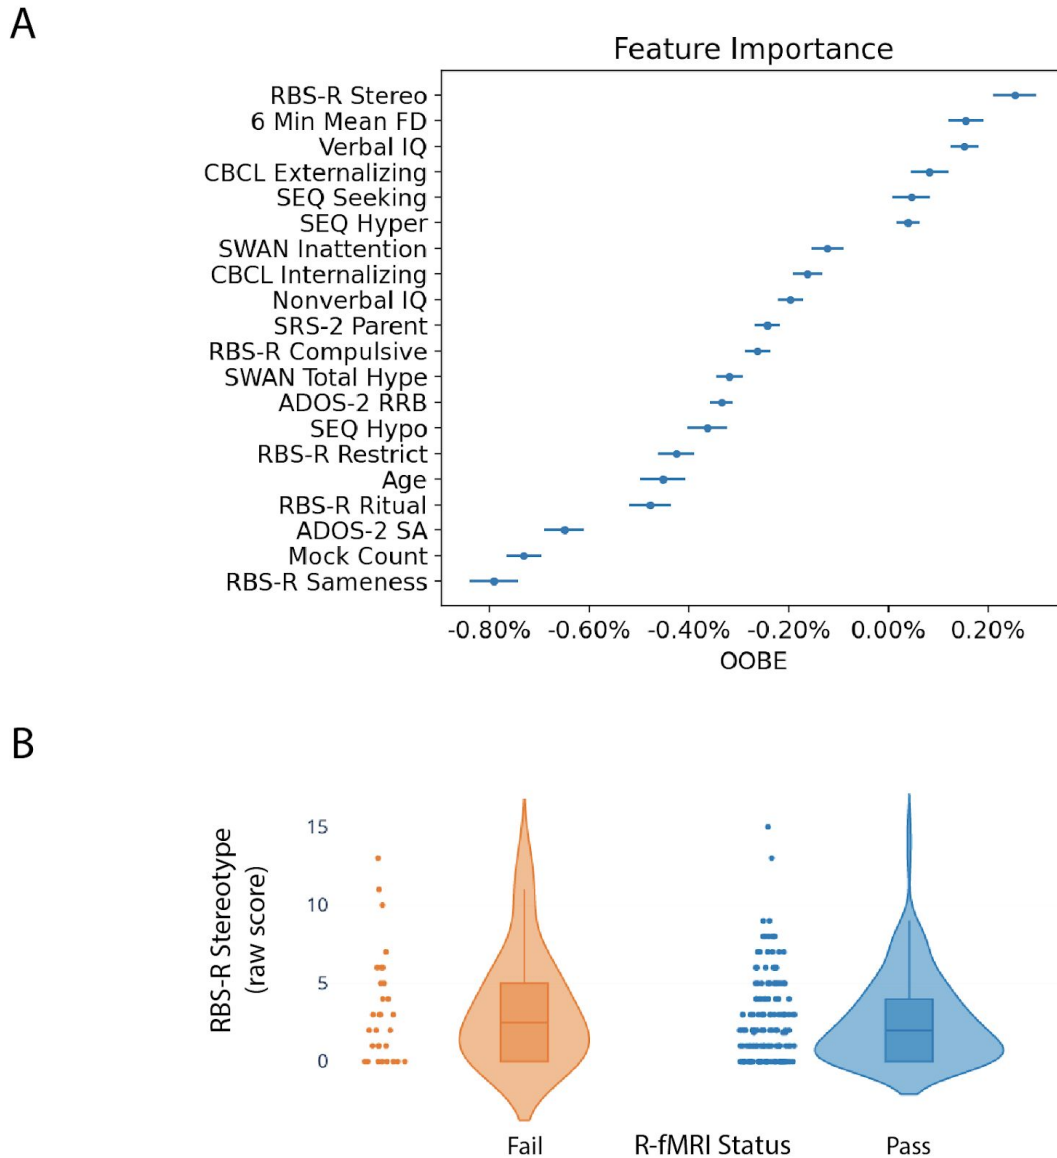 A
Feature Importance
RBS-R Stereo
6 Min Mean FD
Verbal IQ
CBCL Externalizing
SEQ Seeking
SEQ Hyper
SWAN Inattention
CBCL Internalizing
Nonverbal IQ
SRS-2 Parent
RBS-R Compulsive
SWAN Total Hype
ADOS-2 RRB
SEQ Hypo
RBS-R Restrict
Age
RBS-R Ritual
ADOS-2 SA
Mock Count
RBS-R Sameness
-0.80% -0.60% -0.40% -0.20% 0.00% 0.20%
OOBE
B
RBS-R Stereotype
(raw score)
15
10
5
0
Fail R-fMRI Status Pass